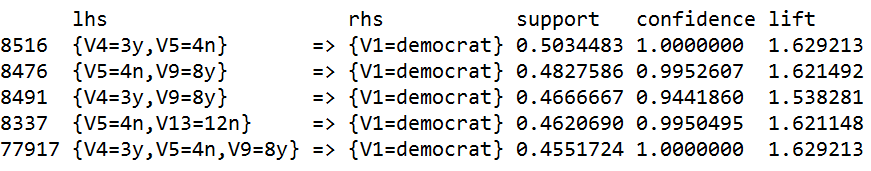 lhs rhs support confidence lift
8516 {V4=3y,V5=4n} => {V1=democrat} 0.5034483 1.0000000 1.629213
8476 {V5=4n,V9=8y} => {V1=democrat} 0.4827586 0.9952607 1.621492
8491 {V4=3y,V9=8y} => {V1=democrat} 0.4666667 0.9441860 1.538281
8337 {V5=4n,V13=12n} => {V1=democrat} 0.4620690 0.9950495 1.621148
77917 {V4=3y,V5=4n,V9=8y} => {V1=democrat} 0.4551724 1.0000000 1.629213